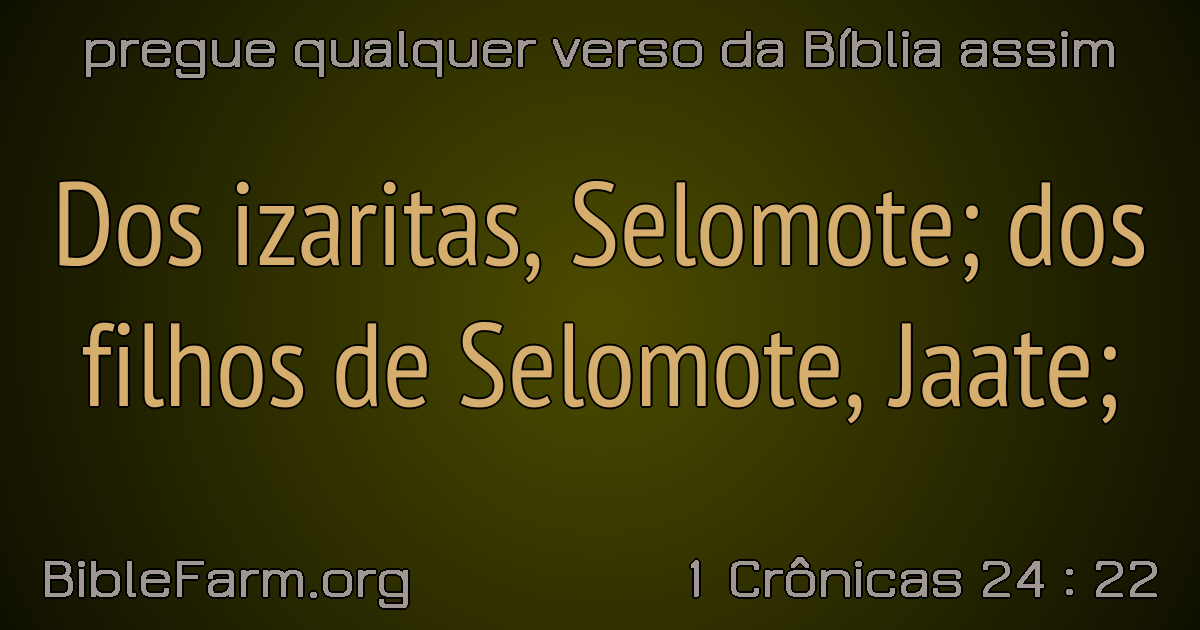 pregue qualquer verso da Bíblia assim
Dos izaritas, Selomote; dos
filhos de Selomote, Jaate;
BibleFarm.org
1 Crônicas 24 : 22